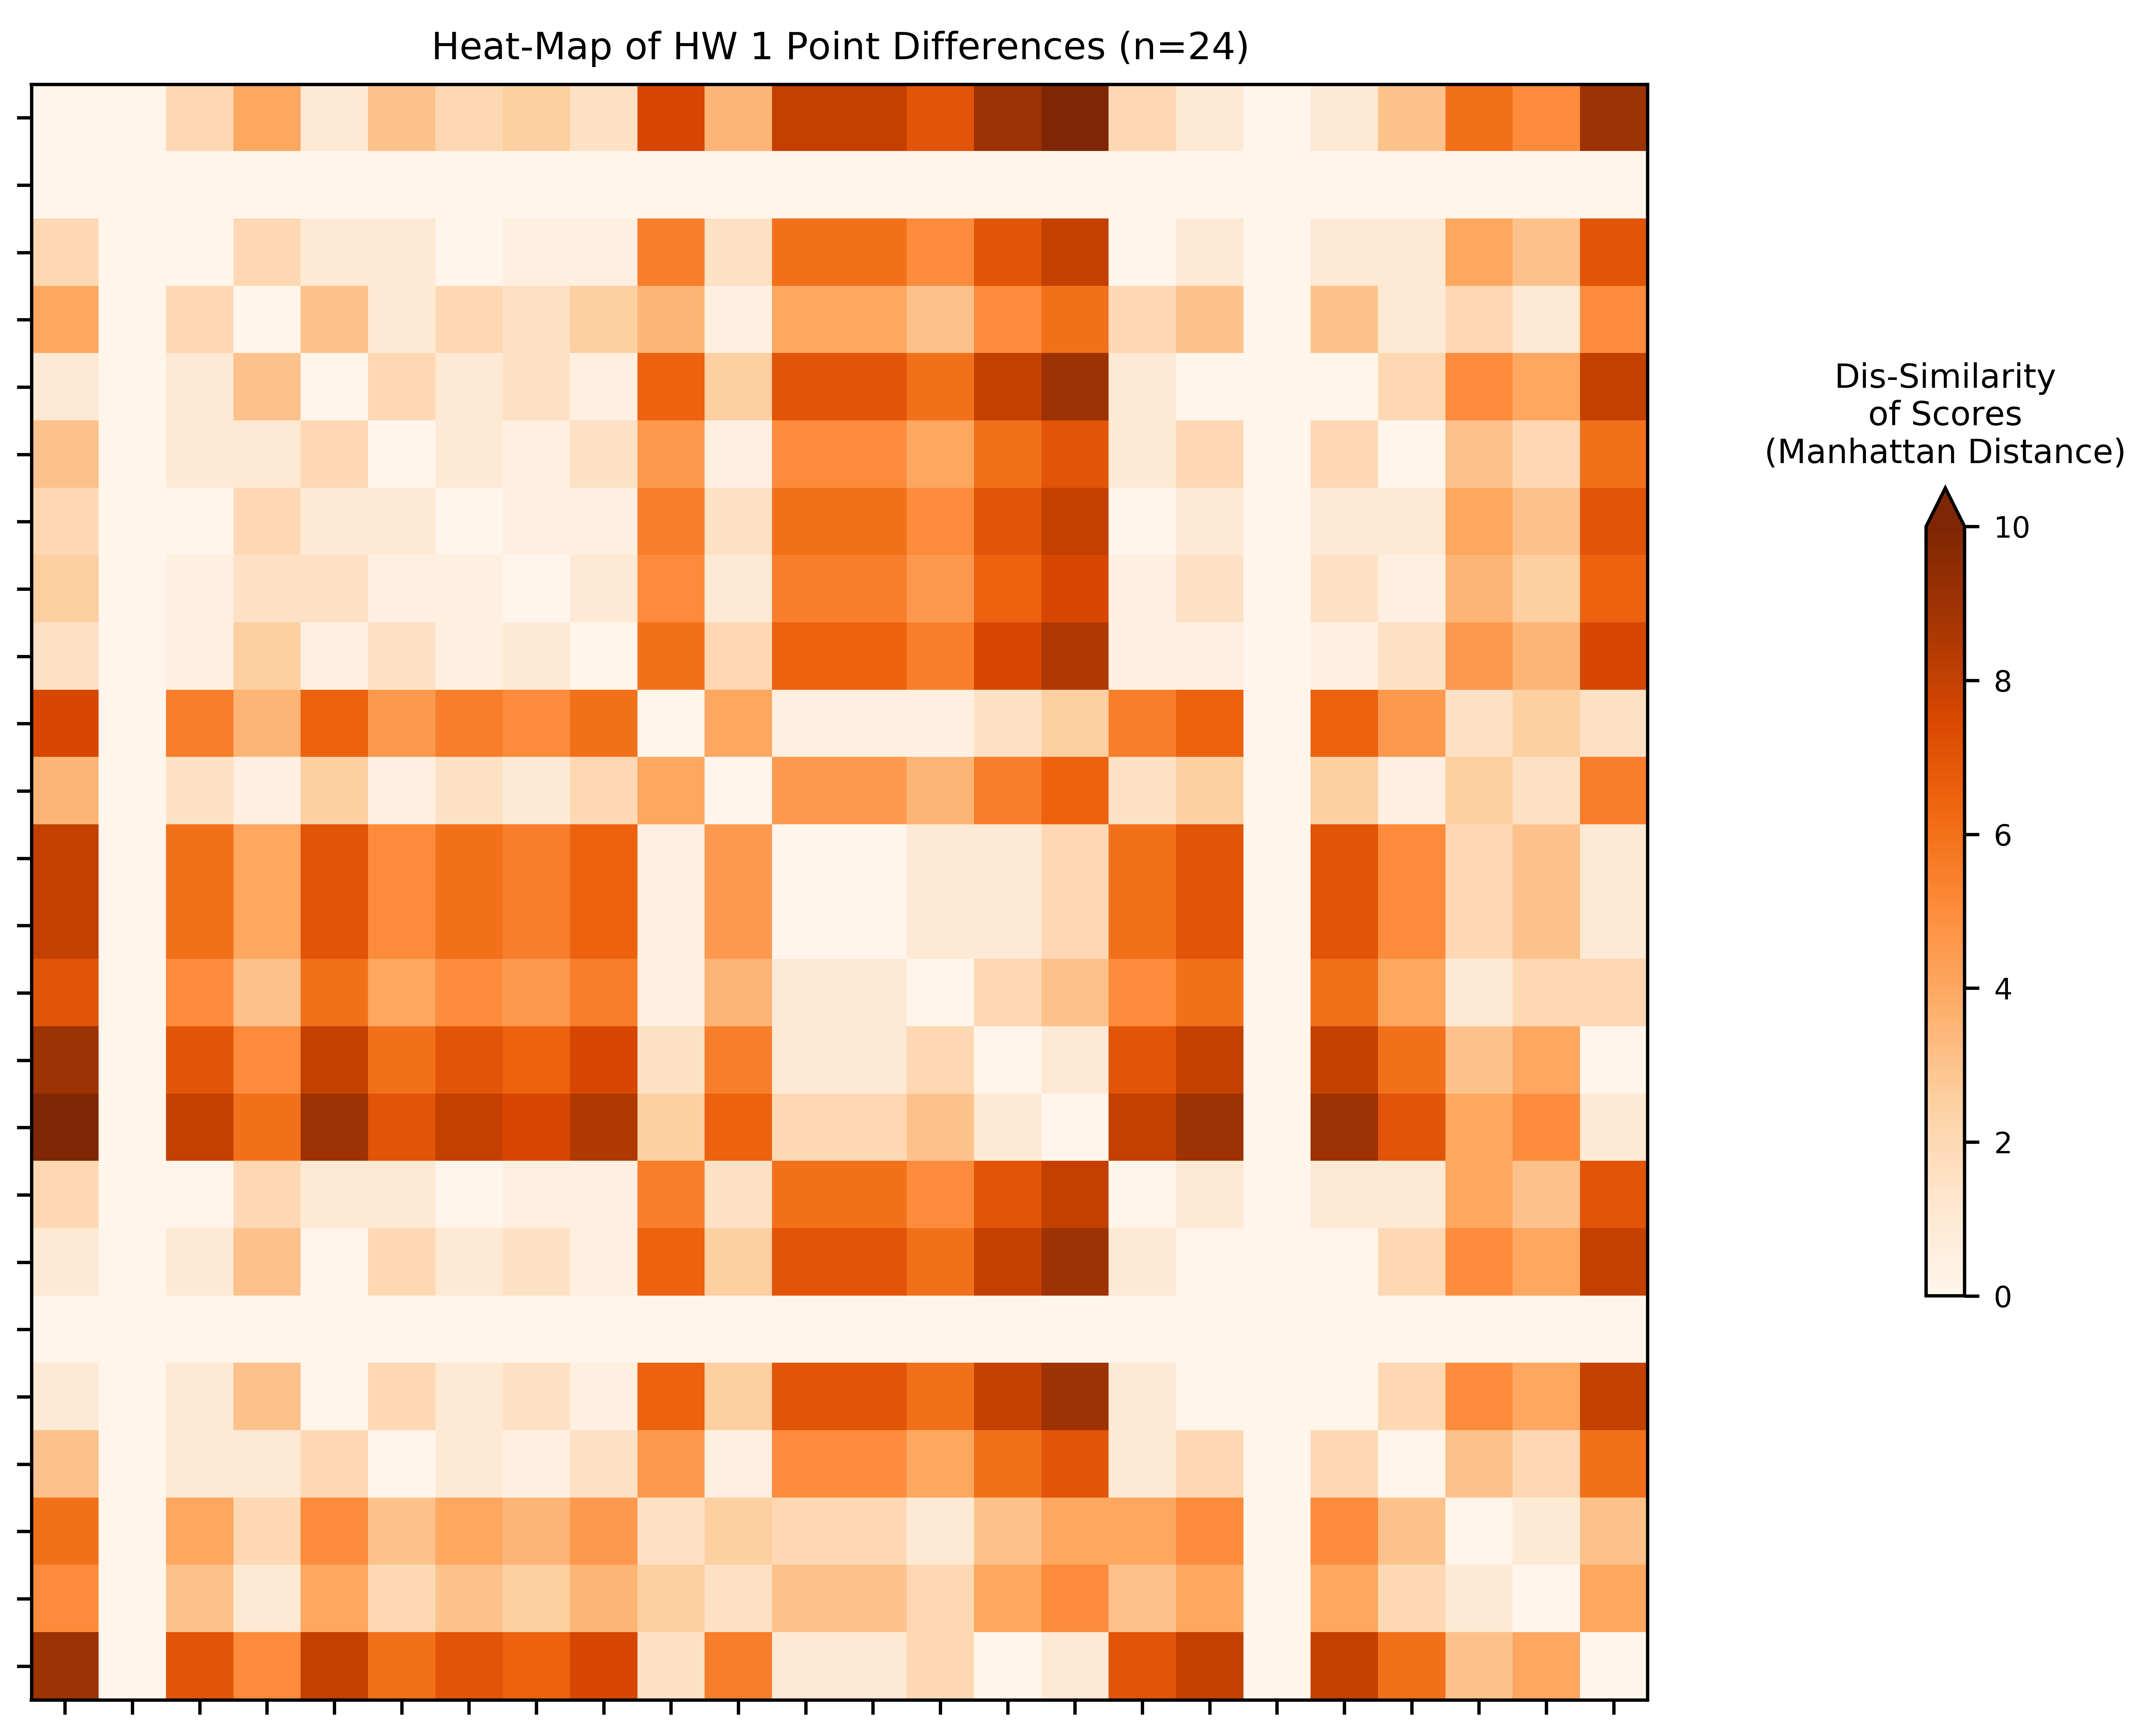 Heat-Map of HW 1 Point Differences (n=24)
Dis-Similarity
of Scores
(Manhattan Distance)
10
8
6
4
2
0